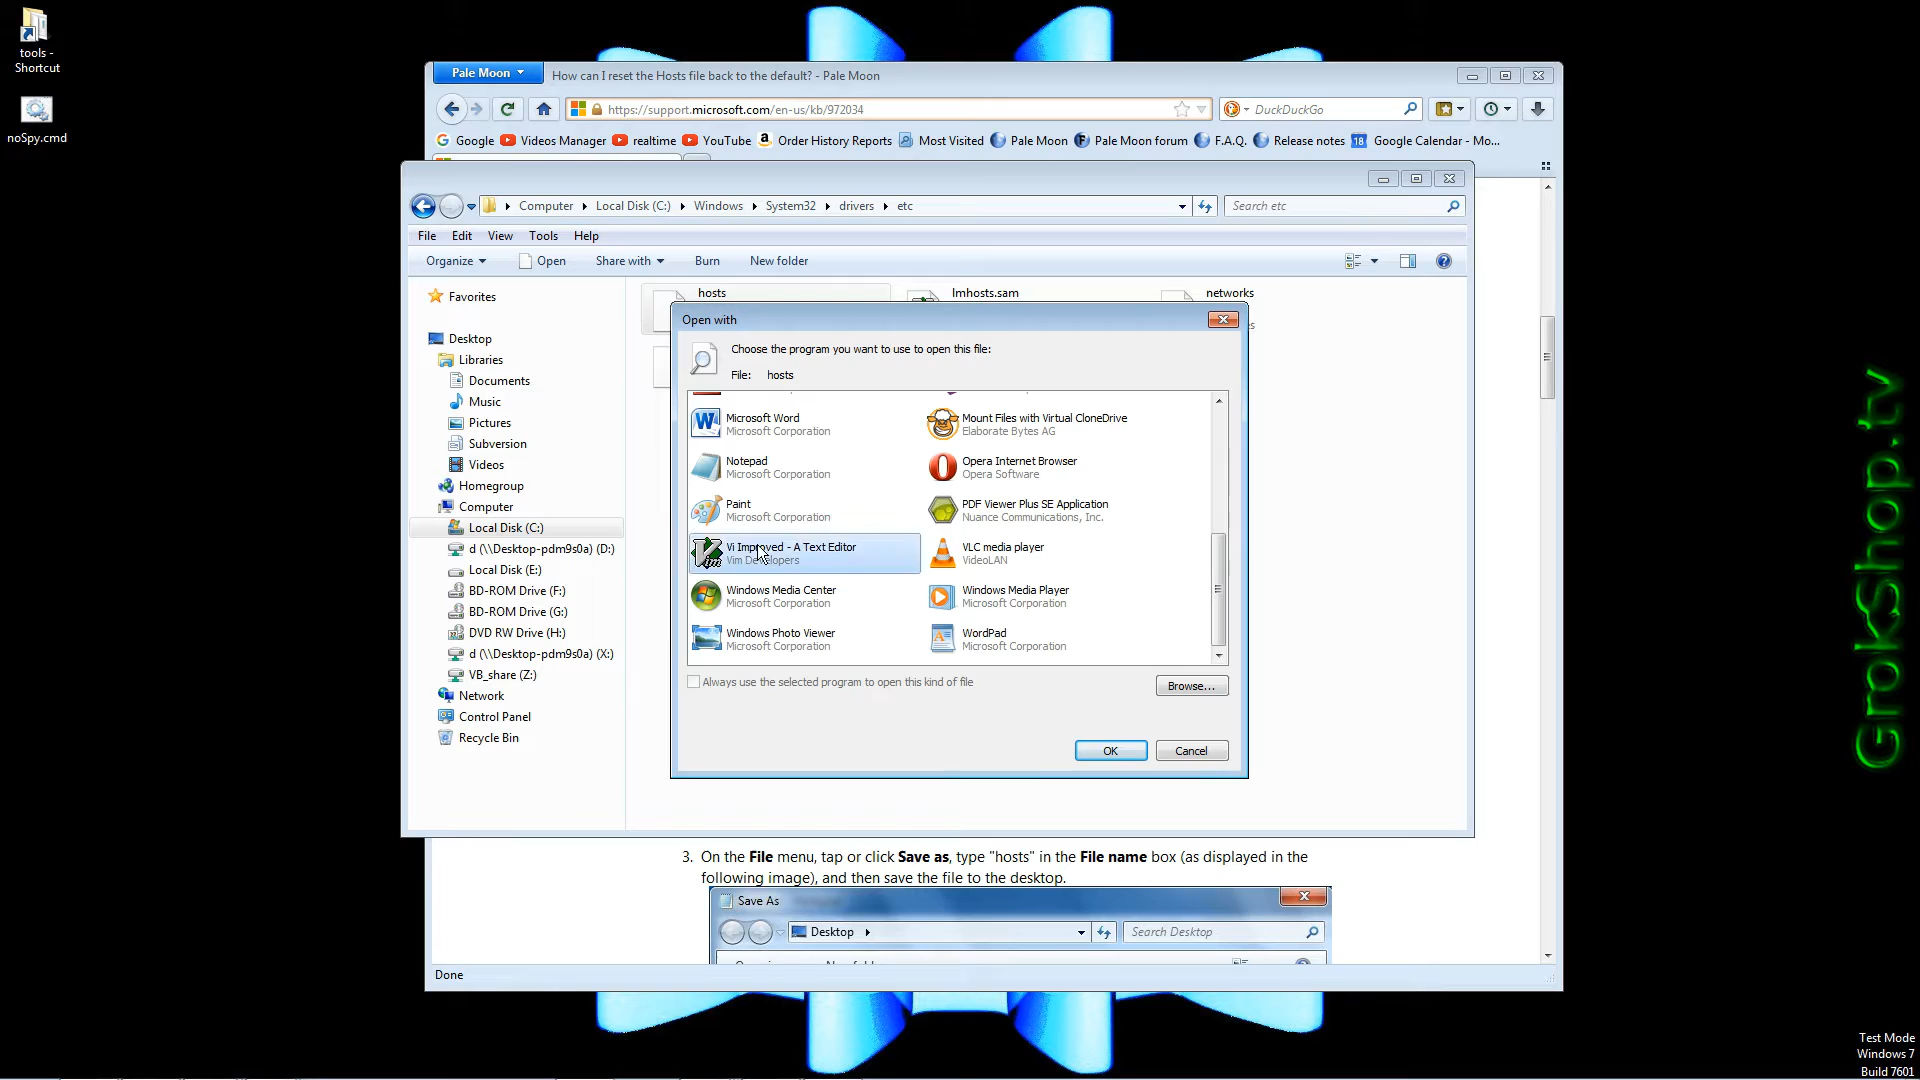 tools -
Shortcut
noSpy.cmd
Pale Moon
How can I reset the Hosts file back to the default? - Pale Moon
https://support.microsoft.com/en-us/kb/972034
DuckDuckGo
Google
Videos Manager
realtime
YouTube
Order History Reports
Most Visited
Pale Moon
Pale Moon forum
F.A.Q.
Release notes
18
Google Calendar - Mo...
Computer
Local Disk (C:)
Windows
System32
drivers
etc
Search etc
File
Edit
View
Tools
Help
Organize
Open
Share with
Burn
New folder
Favorites
Desktop
Libraries
Documents
Music
Pictures
Subversion
Videos
Homegroup
Computer
Local Disk (C:)
d (\\Desktop-pdm9s0a) (D:)
Local Disk (E:)
BD-ROM Drive (F:)
BD-ROM Drive (G:)
DVD RW Drive (H:)
d (\\Desktop-pdm9s0a) (X:)
VB_share (Z:)
Network
Control Panel
Recycle Bin
hosts
lmhosts.sam
networks
Open with
Choose the program you want to use to open this file:
File: hosts
Microsoft Word
Microsoft Corporation
Mount Files with Virtual CloneDrive
Elaborate Bytes AG
Notepad
Microsoft Corporation
Opera Internet Browser
Opera Software
Paint
Microsoft Corporation
PDF Viewer Plus SE Application
Nuance Communications, Inc.
Vi Improved - A Text Editor
Vim Developers
VLC media player
VideoLAN
Windows Media Center
Microsoft Corporation
Windows Media Player
Microsoft Corporation
Windows Photo Viewer
Microsoft Corporation
WordPad
Microsoft Corporation
Always use the selected program to open this kind of file
Browse...
OK
Cancel
3. On the File menu, tap or click Save as, type "hosts" in the File name box (as displayed in the
following image), and then save the file to the desktop.
Save As
Desktop
Search Desktop
Done
GrokShop.tv
Test Mode
Windows 7
Build 7601